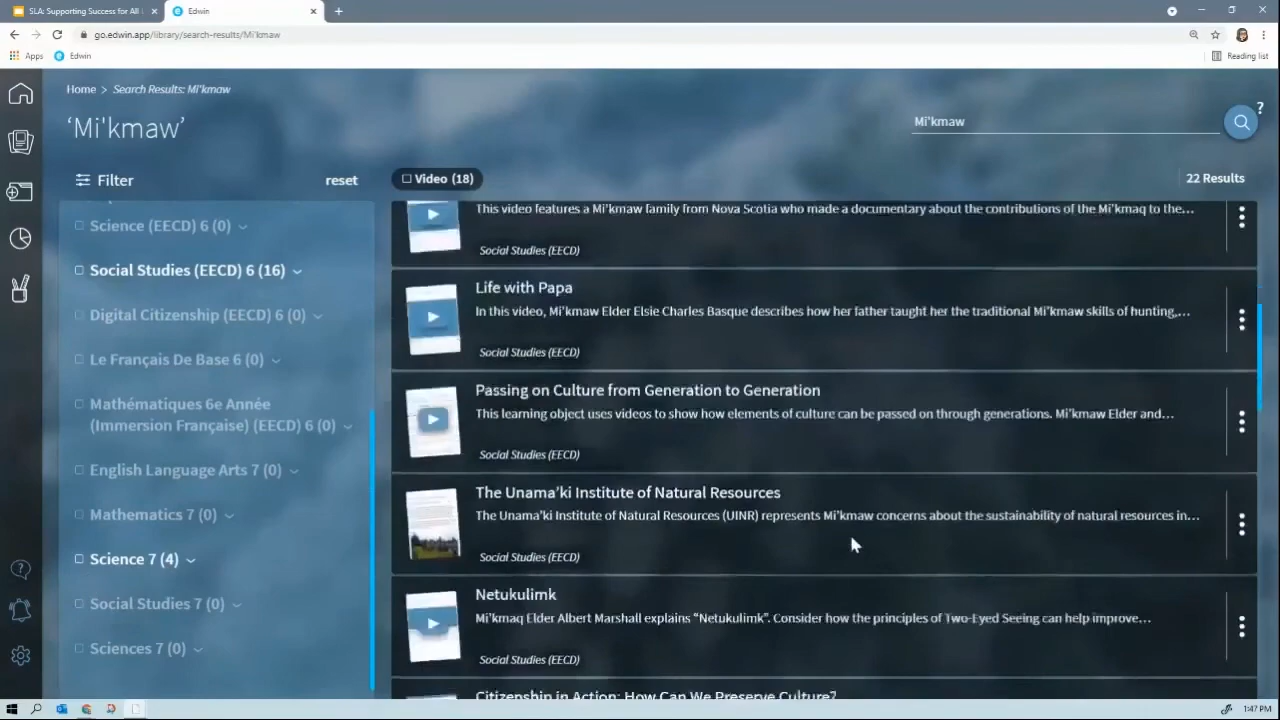 SLA: Supporting Success for All
Edwin
go.edwin.app/library/search-results/Mi'kmaw
Apps
Edwin
Reading list
Home > Search Results: Mi'kmaw
'Mi'kmaw'
Mi'kmaw
?
Filter
reset
Video (18)
22 Results
Science (EECD) 6 (0)
Social Studies (EECD) 6 (16)
Digital Citizenship (EECD) 6 (0)
Le Français De Base 6 (0)
Mathématiques 6e Année
(Immersion Française) (EECD) 6 (0)
English Language Arts 7 (0)
Mathematics 7 (0)
Science 7 (4)
Social Studies 7 (0)
Sciences 7 (0)
This video features a Mi'kmaw family from Nova Scotia who made a documentary about the contributions of the Mi'kmaq to the...
Social Studies (EECD)
Life with Papa
In this video, Mi'kmaw Elder Elsie Charles Basque describes how her father taught her the traditional Mi'kmaw skills of hunting,...
Social Studies (EECD)
Passing on Culture from Generation to Generation
This learning object uses videos to show how elements of culture can be passed on through generations. Mi'kmaw Elder and...
Social Studies (EECD)
The Unama'ki Institute of Natural Resources
The Unama'ki Institute of Natural Resources (UINR) represents Mi'kmaw concerns about the sustainability of natural resources in...
Social Studies (EECD)
Netukulimk
Mi'kmaq Elder Albert Marshall explains "Netukulimk". Consider how the principles of Two-Eyed Seeing can help improve...
Social Studies (EECD)
Citizenship in Action: How Can We Preserve Culture?
1:47 PM